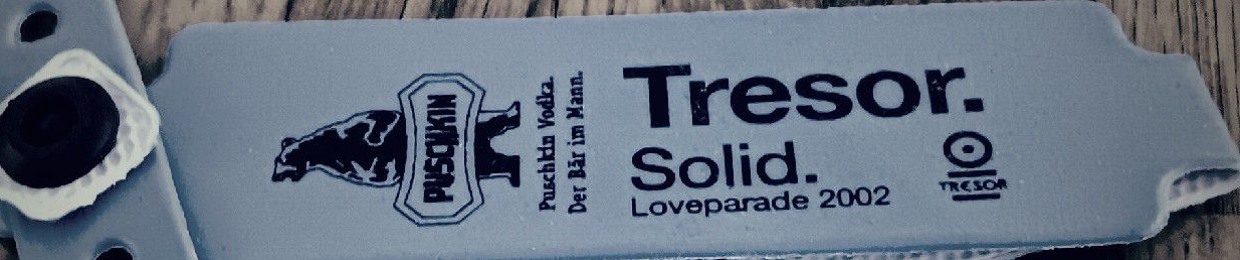 PUSCHKIN
Puschkin Vodka.
Der Bär im Mann.
Tresor.
Solid.
Loveparade 2002
TRESOR